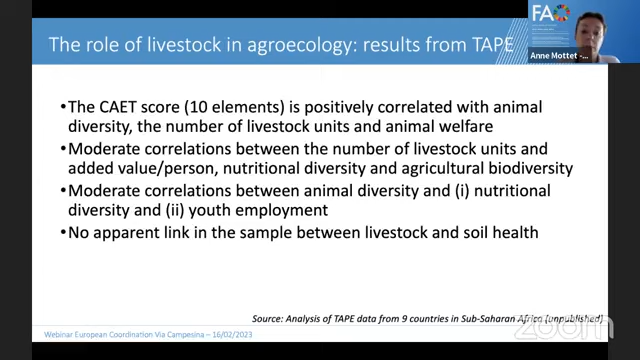 The role of livestock in agroecology: results from TAPE
FAO
Anne Mottet -...
•The CAET score (10 elements) is positively correlated with animal
diversity, the number of livestock units and animal welfare
•Moderate correlations between the number of livestock units and
added value/person, nutritional diversity and agricultural biodiversity
•Moderate correlations between animal diversity and (i) nutritional
diversity and (ii) youth employment
•No apparent link in the sample between livestock and soil health
Source: Analysis of TAPE data from 9 countries in Sub-Saharan Africa (unpublished)
Webinar European Coordination Via Campesina – 16/02/2023
zoom